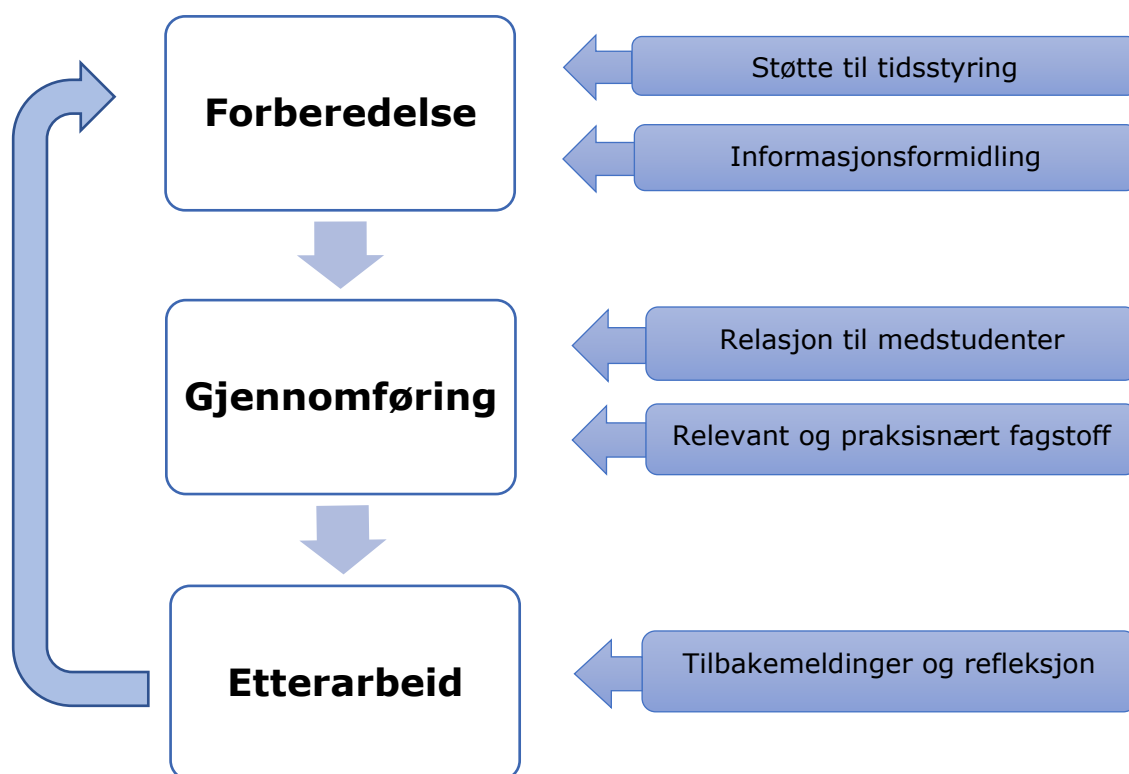 Forberedelse
Støtte til tidsstyring
Informasjonsformidling
Gjennomføring
Relasjon til medstudenter
Relevant og praksisnært fagstoff
Etterarbeid
Tilbakemeldinger og refleksjon